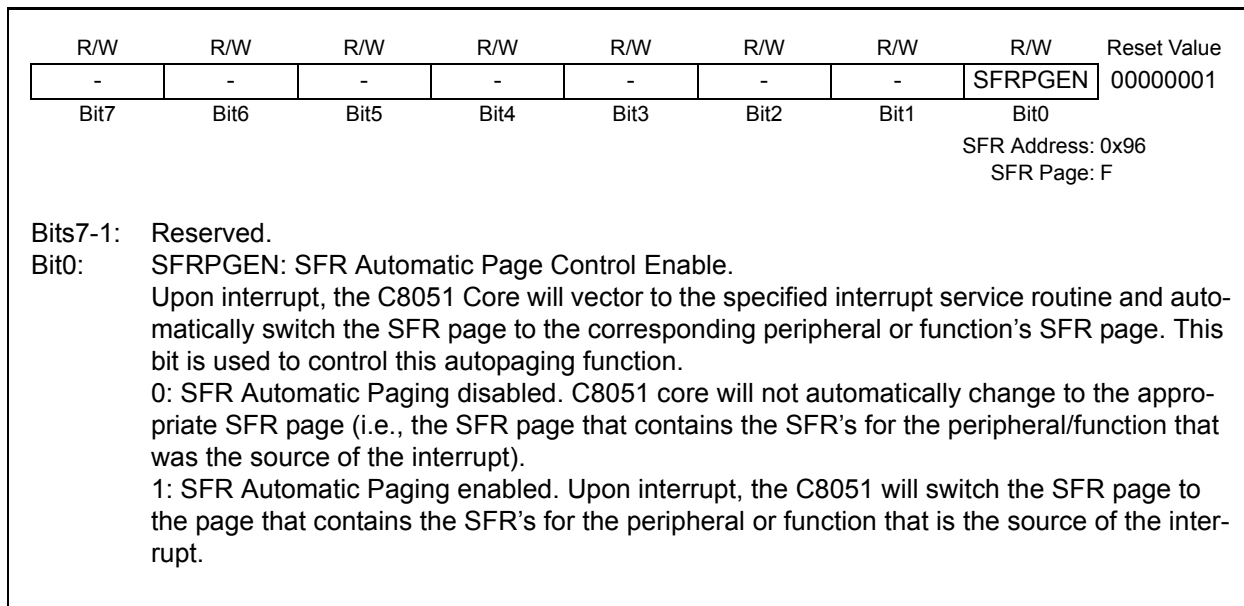 R/W R/W R/W R/W R/W R/W R/W R/W Reset Value
- - - - - - - SFRPGEN 00000001
Bit7 Bit6 Bit5 Bit4 Bit3 Bit2 Bit1 Bit0
SFR Address: 0x96
SFR Page: F
Bits7-1: Reserved.
Bit0: SFRPGEN: SFR Automatic Page Control Enable.
Upon interrupt, the C8051 Core will vector to the specified interrupt service routine and auto-
matically switch the SFR page to the corresponding peripheral or function's SFR page. This
bit is used to control this autopaging function.
0: SFR Automatic Paging disabled. C8051 core will not automatically change to the appro-
priate SFR page (i.e., the SFR page that contains the SFR's for the peripheral/function that
was the source of the interrupt).
1: SFR Automatic Paging enabled. Upon interrupt, the C8051 will switch the SFR page to
the page that contains the SFR's for the peripheral or function that is the source of the inter-
rupt.